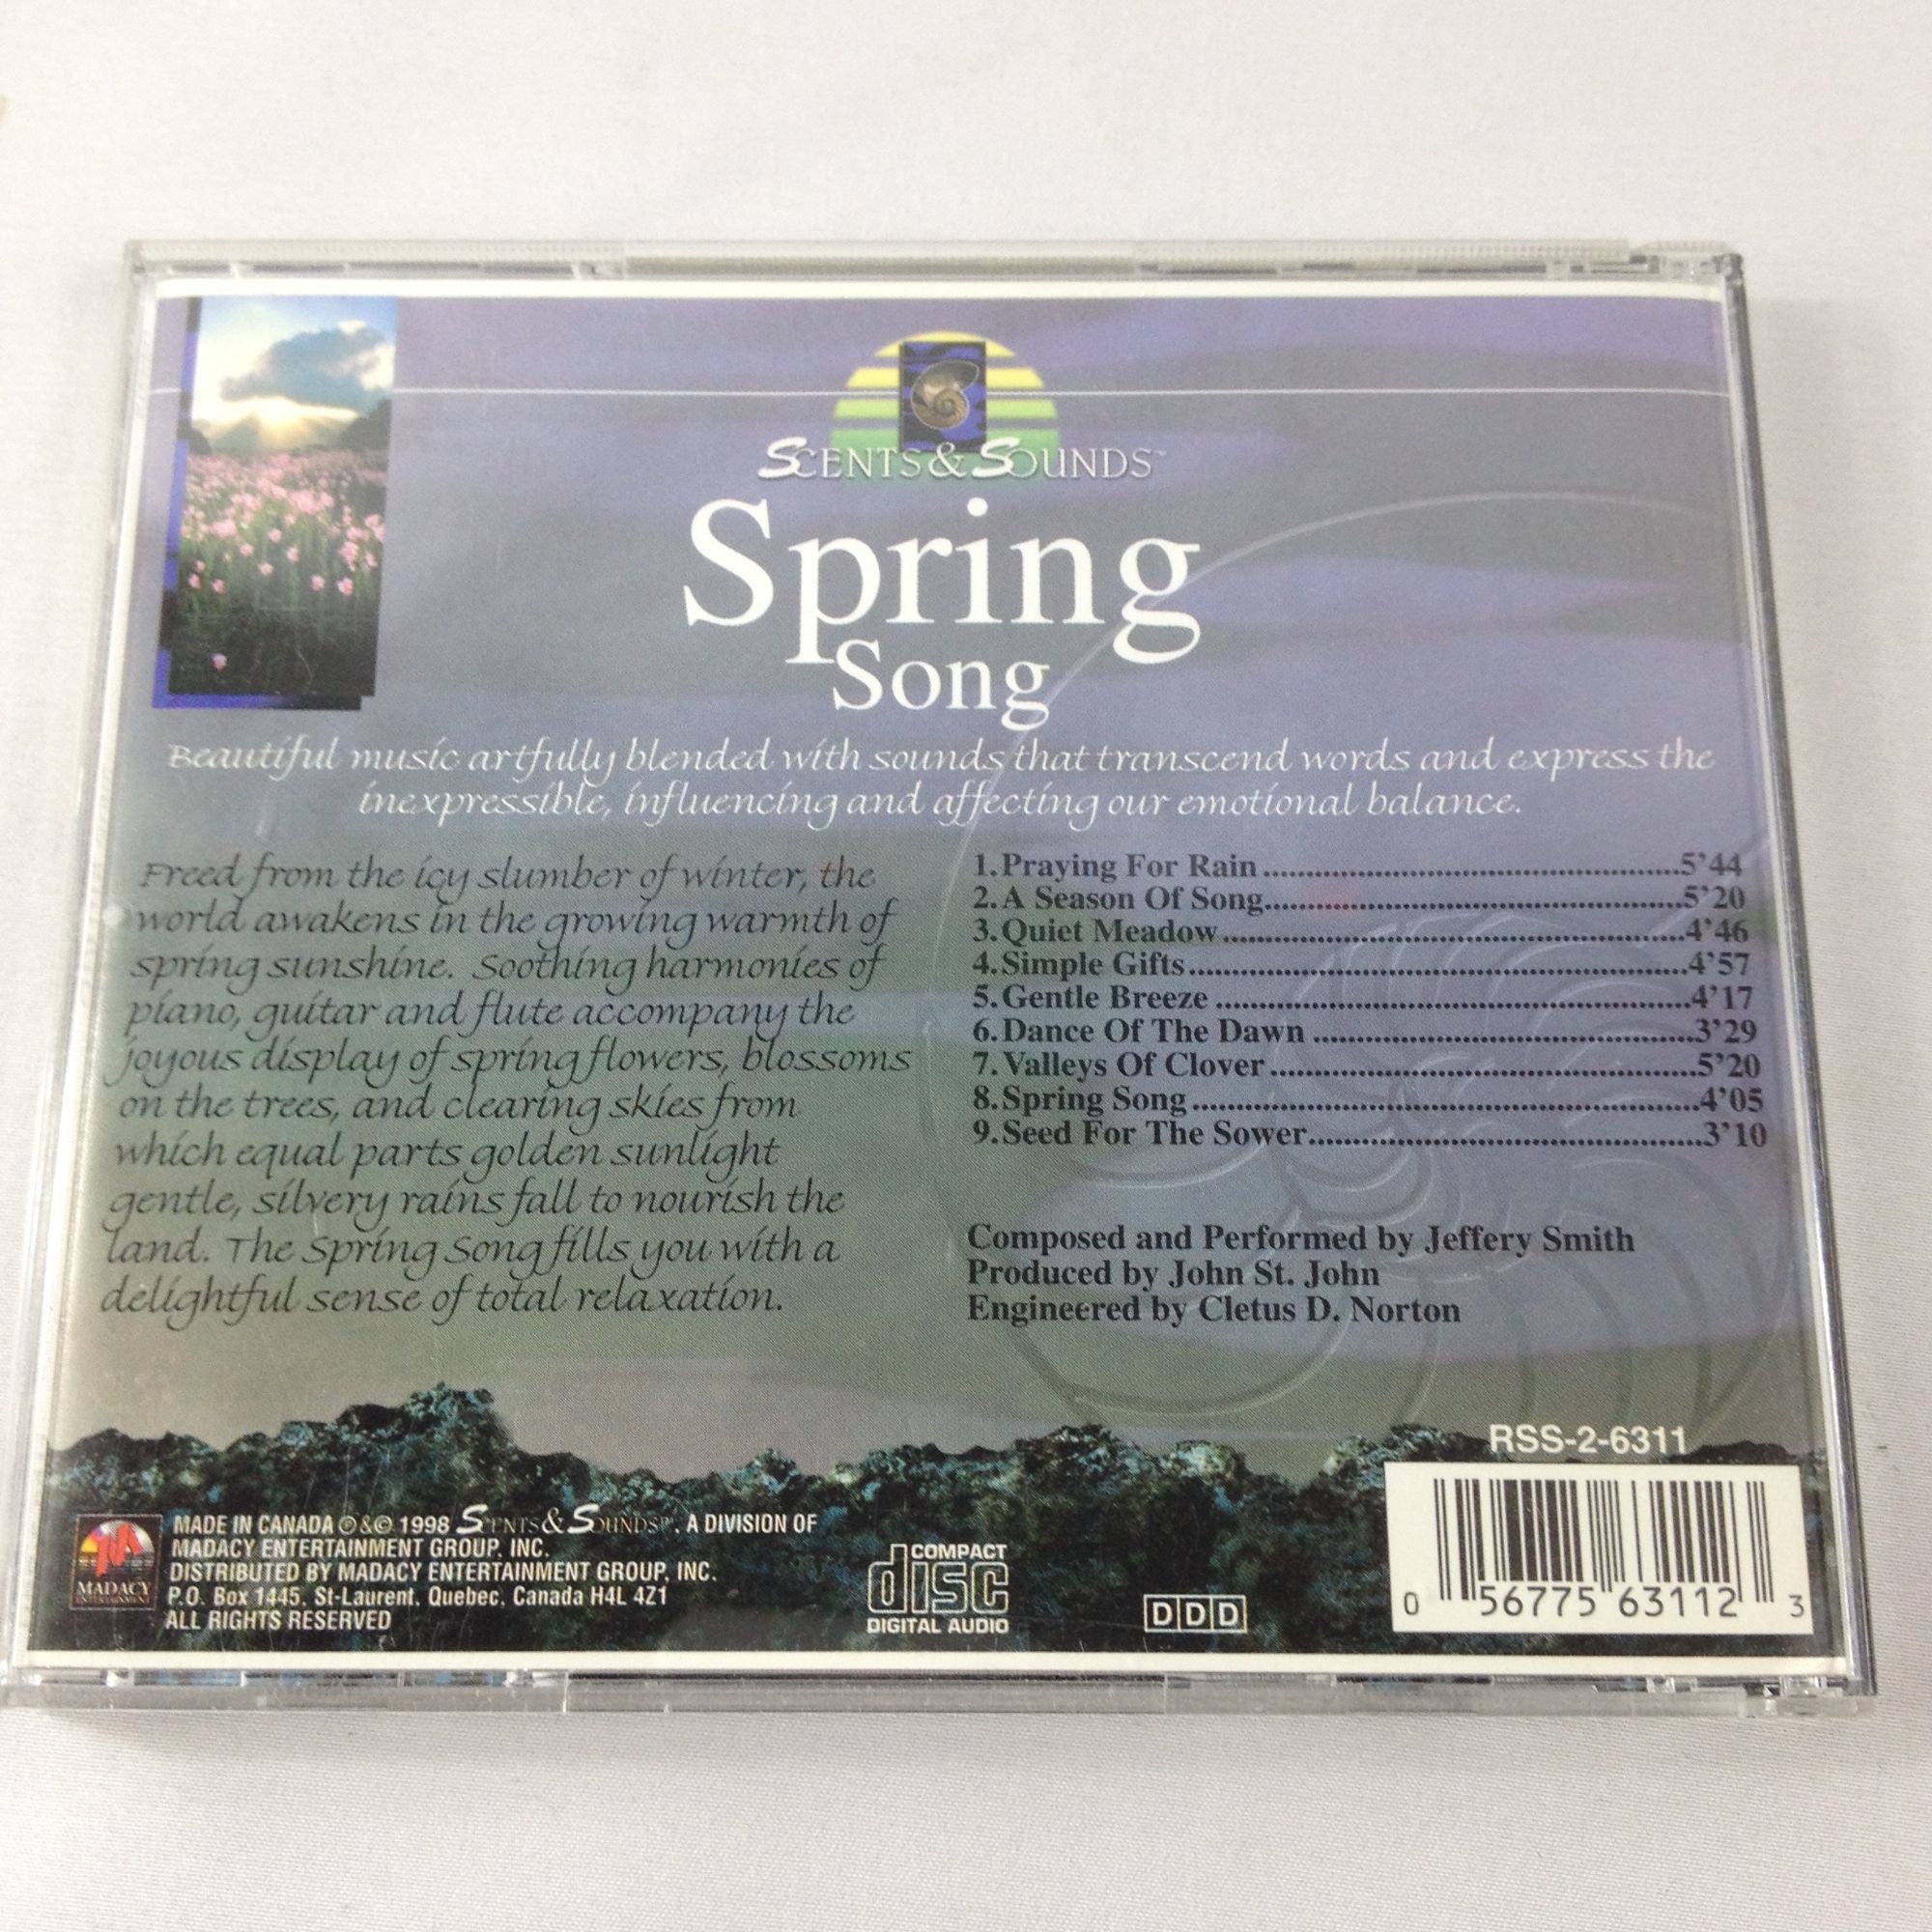 SCENTS & SOUNDS™
Spring
Song
Beautiful music artfully blended with sounds that transcend words and express the
inexpressible, influencing and affecting our emotional balance.
Freed from the icy slumber of winter, the
world awakens in the growing warmth of
spring sunshine. Soothing harmonies of
piano, guitar and flute accompany the
joyous display of spring flowers, blossoms
on the trees, and clearing skies from
which equal parts golden sunlight
gentle, silvery rains fall to nourish the
land. The Spring Song fills you with a
delightful sense of total relaxation.
1. Praying For Rain ........ 5'44
2. A Season Of Song ........ 5'20
3. Quiet Meadow ........ 4'46
4. Simple Gifts ........ 4'57
5. Gentle Breeze ........ 4'17
6. Dance Of The Dawn ........ 3'29
7. Valleys Of Clover ........ 5'20
8. Spring Song ........ 4'05
9. Seed For The Sower ........ 3'10
Composed and Performed by Jeffery Smith
Produced by John St. John
Engineered by Cletus D. Norton
RSS-2-6311
MADACY
ENTERTAINMENT
MADE IN CANADA ℗&© 1998 SCENTS & SOUNDS™. A DIVISION OF
MADACY ENTERTAINMENT GROUP, INC.
DISTRIBUTED BY MADACY ENTERTAINMENT GROUP, INC.
P.O. Box 1445, St-Laurent, Quebec, Canada H4L 4Z1
ALL RIGHTS RESERVED
COMPACT
disc
DIGITAL AUDIO
DDD
0 56775 63112 3